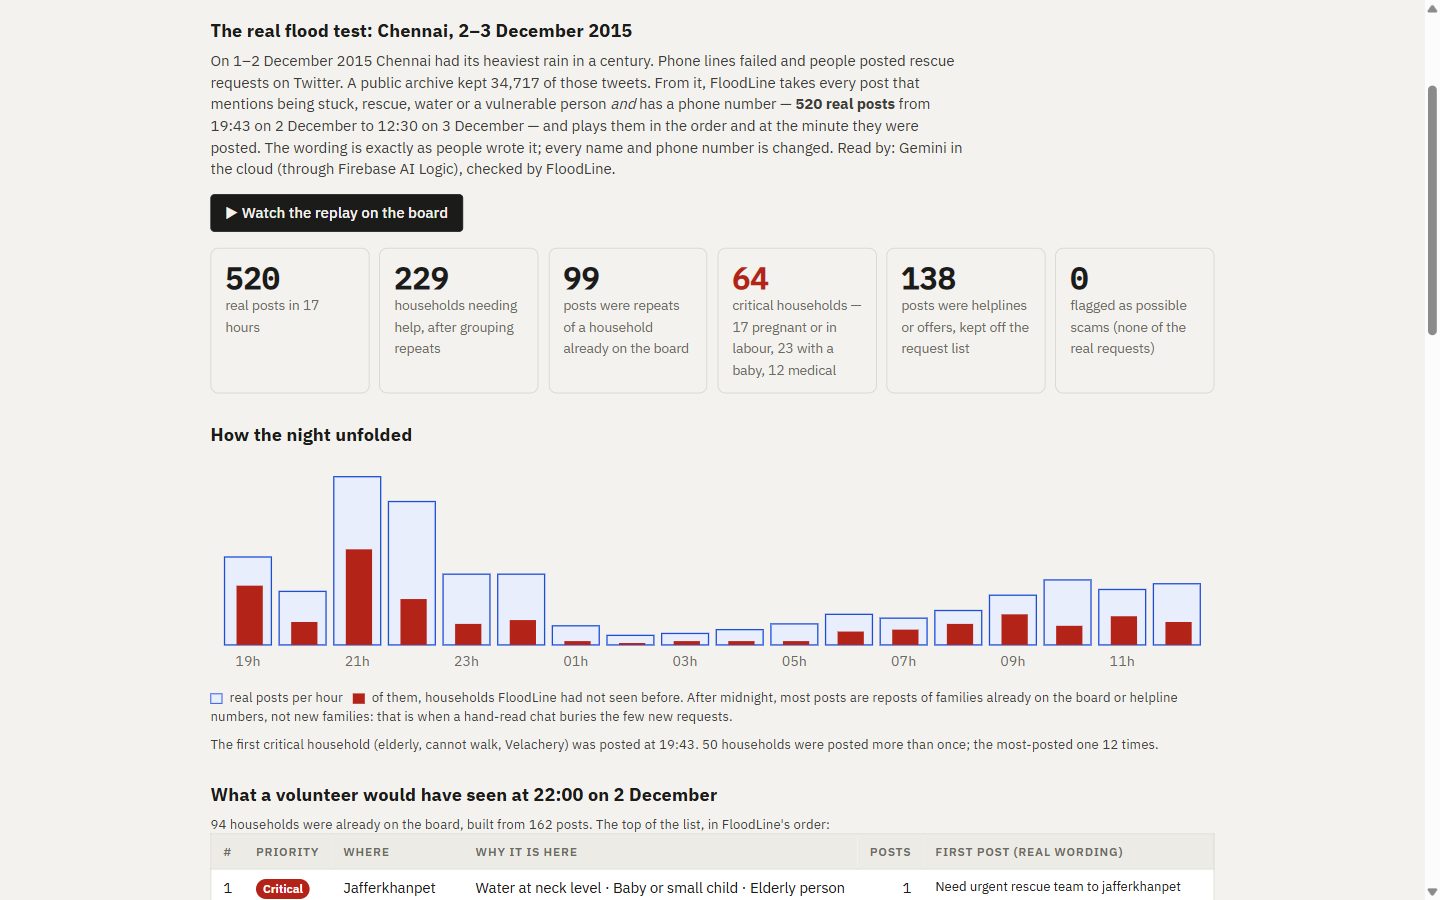 The real flood test: Chennai, 2–3 December 2015
On 1–2 December 2015 Chennai had its heaviest rain in a century. Phone lines failed and people posted rescue
requests on Twitter. A public archive kept 34,717 of those tweets. From it, FloodLine takes every post that
mentions being stuck, rescue, water or a vulnerable person and has a phone number — 520 real posts from
19:43 on 2 December to 12:30 on 3 December — and plays them in the order and at the minute they were
posted. The wording is exactly as people wrote it; every name and phone number is changed. Read by: Gemini in
the cloud (through Firebase AI Logic), checked by FloodLine.
▶ Watch the replay on the board
520
real posts in 17
hours
229
households needing
help, after grouping
repeats
99
posts were repeats
of a household
already on the board
64
critical households —
17 pregnant or in
labour, 23 with a
baby, 12 medical
138
posts were helplines
or offers, kept off the
request list
0
flagged as possible
scams (none of the
real requests)
How the night unfolded
19h 21h 23h 01h 03h 05h 07h 09h 11h
real posts per hour of them, households FloodLine had not seen before. After midnight, most posts are reposts of families already on the board or helpline
numbers, not new families: that is when a hand-read chat buries the few new requests.
The first critical household (elderly, cannot walk, Velachery) was posted at 19:43. 50 households were posted more than once; the most-posted one 12 times.
What a volunteer would have seen at 22:00 on 2 December
94 households were already on the board, built from 162 posts. The top of the list, in FloodLine's order:
# PRIORITY WHERE WHY IT IS HERE POSTS FIRST POST (REAL WORDING)
1 Critical Jafferkhanpet Water at neck level · Baby or small child · Elderly person 1 Need urgent rescue team to jafferkhanpet